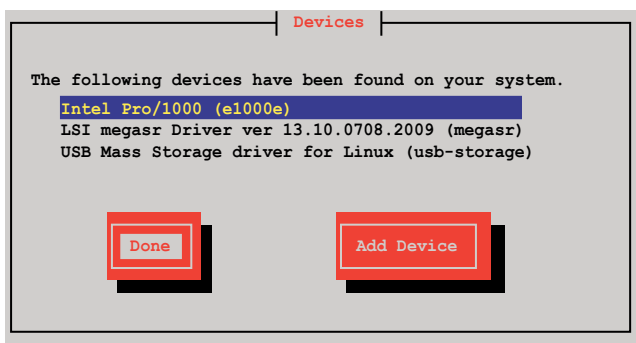 Devices
The following devices have been found on your system.
Intel Pro/1000 (e1000e)
LSI megasr Driver ver 13.10.0708.2009 (megasr)
USB Mass Storage driver for Linux (usb-storage)
Done
Add Device